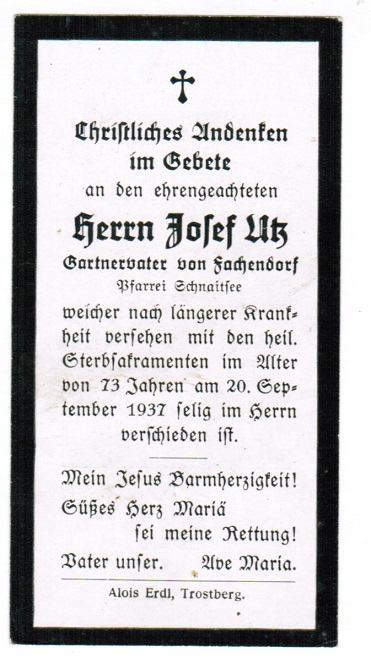 Christliches Andenken
im Gebete
an den ehrengeachteten
Herrn Josef Utz
Gartnervater von Fachendorf
Pfarrei Schnaitsee
welcher nach längerer Krank-
heit versehen mit den heil.
Sterbsakramenten im Alter
von 73 Jahren am 20. Sep-
tember 1937 selig im Herrn
verschieden ist.
Mein Jesus Barmherzigkeit!
Süßes Herz Mariä
sei meine Rettung!
Vater unser. Ave Maria.
Alois Erdl, Trostberg.